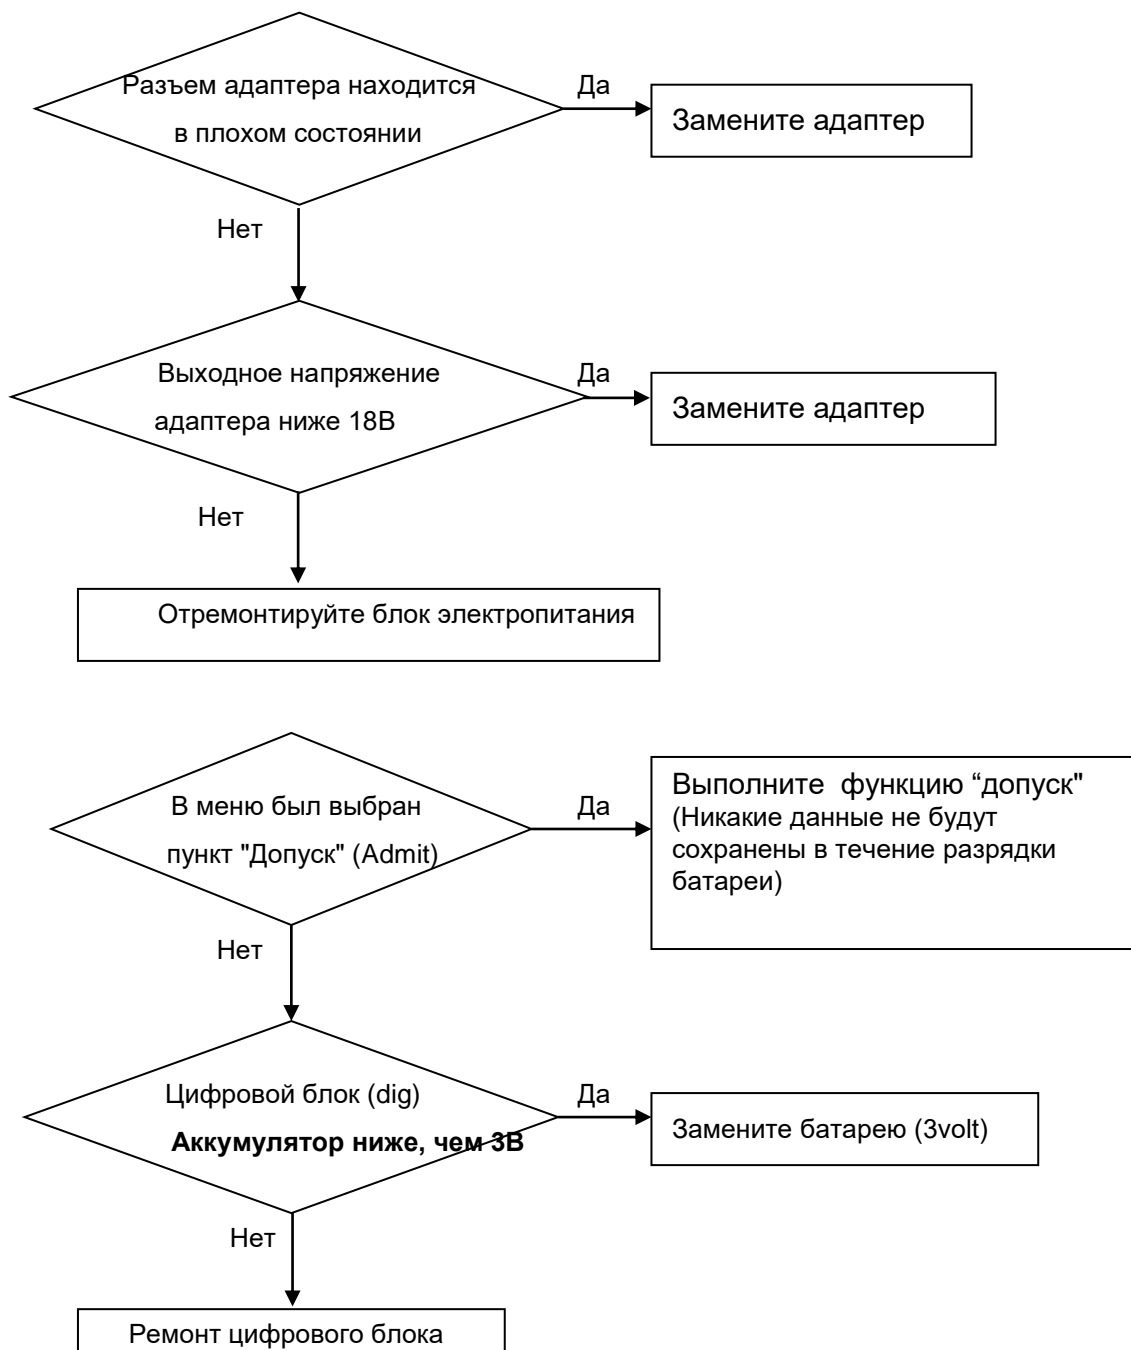 Разъем адаптера находится
в плохом состоянии
Да
Замените адаптер
Нет
Выходное напряжение
адаптера ниже 18В
Да
Замените адаптер
Нет
Отремонтируйте блок электропитания
В меню был выбран
пункт "Допуск" (Admit)
Да
Выполните  функцию “допуск"
(Никакие данные не будут
сохранены в течение разрядки
батареи)
Нет
Цифровой блок (dig)
Аккумулятор ниже, чем 3В
Да
Замените батарею (3volt)
Нет
Ремонт цифрового блока